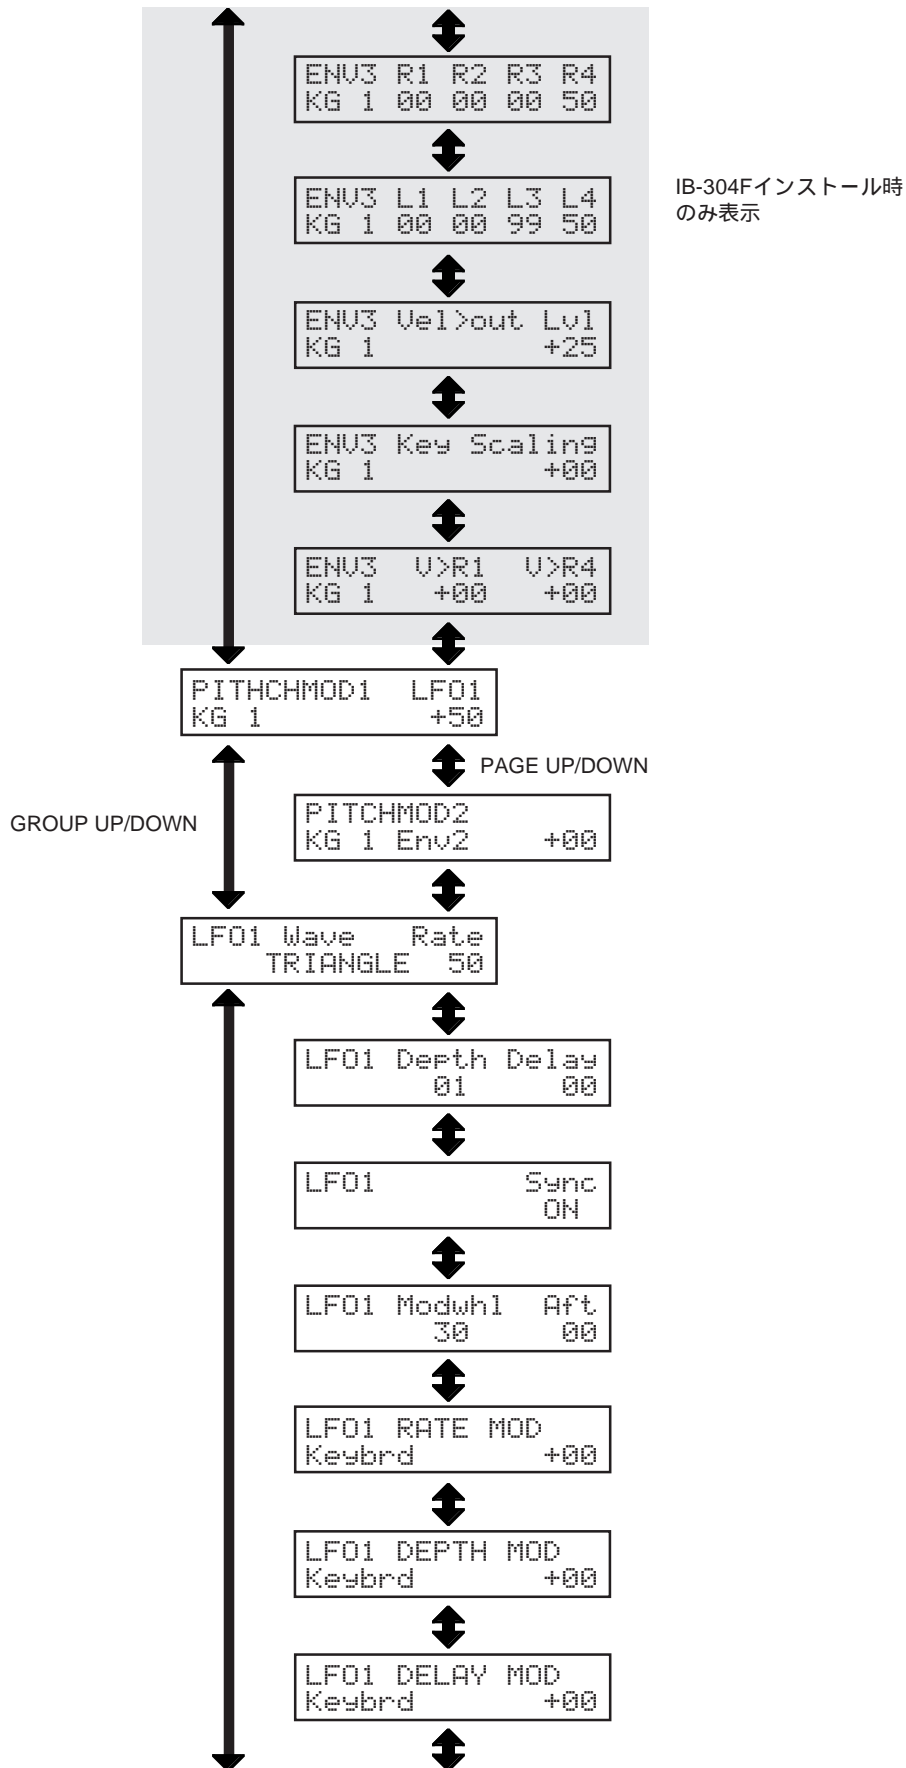 ENV3 R1 R2 R3 R4
KG 1 00 00 00 50
ENV3 L1 L2 L3 L4
KG 1 00 00 99 50
IB-304Fインストール時
のみ表示
ENV3 Vel>out Lvl
KG 1 +25
ENV3 Key Scaling
KG 1 +00
ENV3 V>R1 V>R4
KG 1 +00 +00
PITHCHMOD1 LFO1
KG 1 +50
PAGE UP/DOWN
GROUP UP/DOWN
PITCHMOD2
KG 1 Env2 +00
LFO1 Wave Rate
TRIANGLE 50
LFO1 Depth Delay
01 00
LFO1 Sync
ON
LFO1 Modwhl Aft
30 00
LFO1 RATE MOD
Keybrd +00
LFO1 DEPTH MOD
Keybrd +00
LFO1 DELAY MOD
Keybrd +00